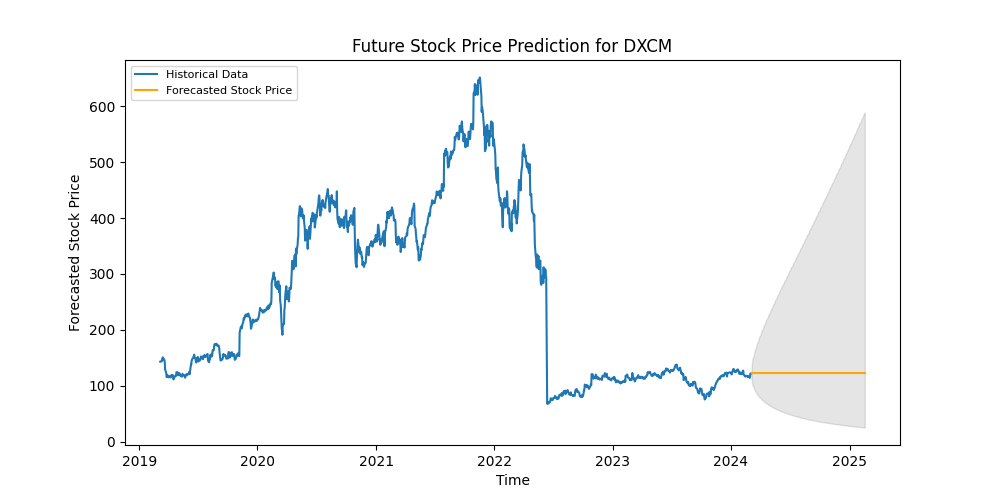 Future Stock Price Prediction for DXCM
Historical Data
Forecasted Stock Price
Forecasted Stock Price
600
500
400
300
200
100
0
2019 2020 2021 2022 2023 2024 2025
Time